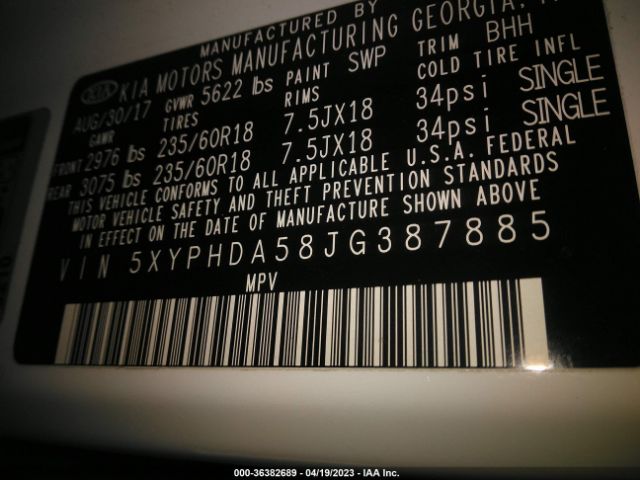 MANUFACTURED BY
KIA KIA MOTORS MANUFACTURING GEORGIA,
AUG/30/17 GVWR 5622 lbs PAINT SWP TRIM BHH
GAWR TIRES RIMS COLD TIRE INFL
FRONT 2976 lbs 235/60R18 7.5JX18 34psi SINGLE
REAR 3075 lbs 235/60R18 7.5JX18 34psi SINGLE
THIS VEHICLE CONFORMS TO ALL APPLICABLE U.S.A. FEDERAL
MOTOR VEHICLE SAFETY AND THEFT PREVENTION STANDARDS
IN EFFECT ON THE DATE OF MANUFACTURE SHOWN ABOVE
VIN 5XYPHDA58JG387885
MPV
000-36382689 - 04/19/2023 - IAA Inc.